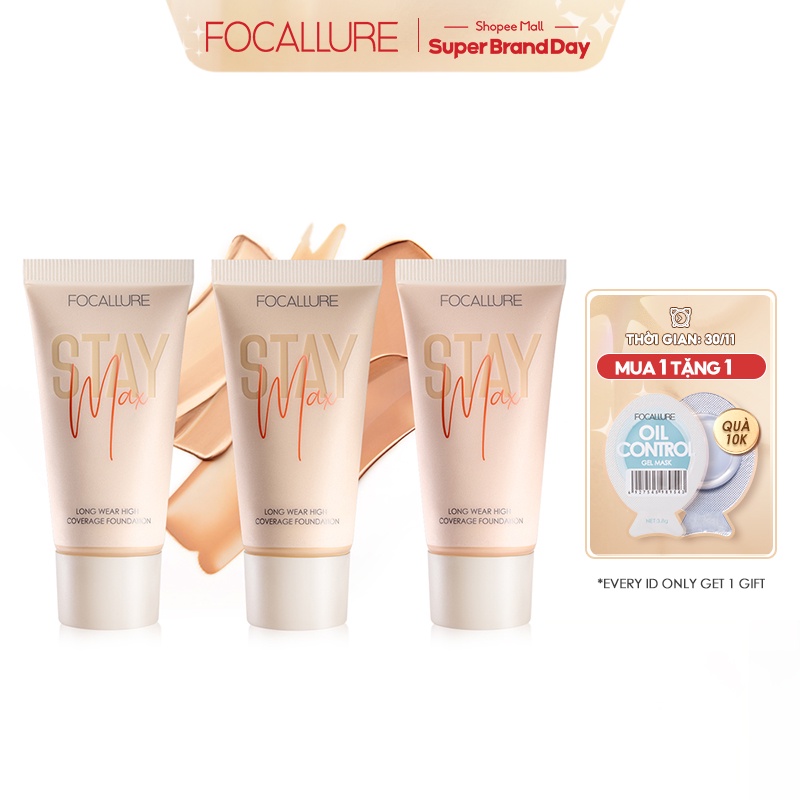 FOCALLURE
Shopee Mall
Super Brand Day
FOCALLURE
STAY
Max
LONG WEAR HIGH
COVERAGE FOUNDATION
FOCALLURE
STAY
Max
LONG WEAR HIGH
COVERAGE FOUNDATION
FOCALLURE
STAY
Max
LONG WEAR HIGH
COVERAGE FOUNDATION
THỜI GIAN: 30/11
MUA 1 TẶNG 1
FOCALLURE
OIL
CONTROL
GEL MASK
QUÀ
10K
*EVERY ID ONLY GET 1 GIFT